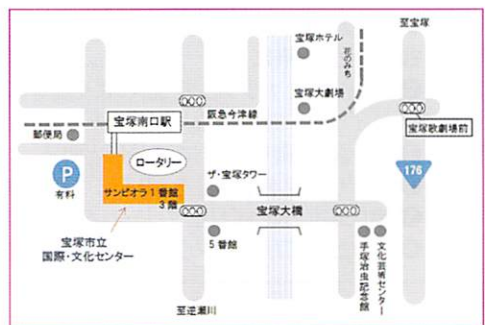 至宝塚
宝塚ホテル
花のみち
宝塚大劇場
阪急今津線
宝塚歌劇場前
宝塚南口駅
郵便局
ロータリー
P
有料
サンビオラ1番館
3階
ザ・宝塚タワー
176
宝塚大橋
宝塚市立
国際・文化センター
5番館
手塚治虫記念館
文化芸術センター
至逆瀬川